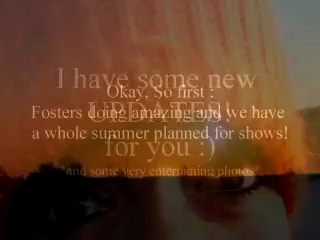 I have some new
UPDATES!
for you :)
and some very entertaining photos
Okay. So first :
Fosters doing amazing and we have
a whole summer planned for shows!